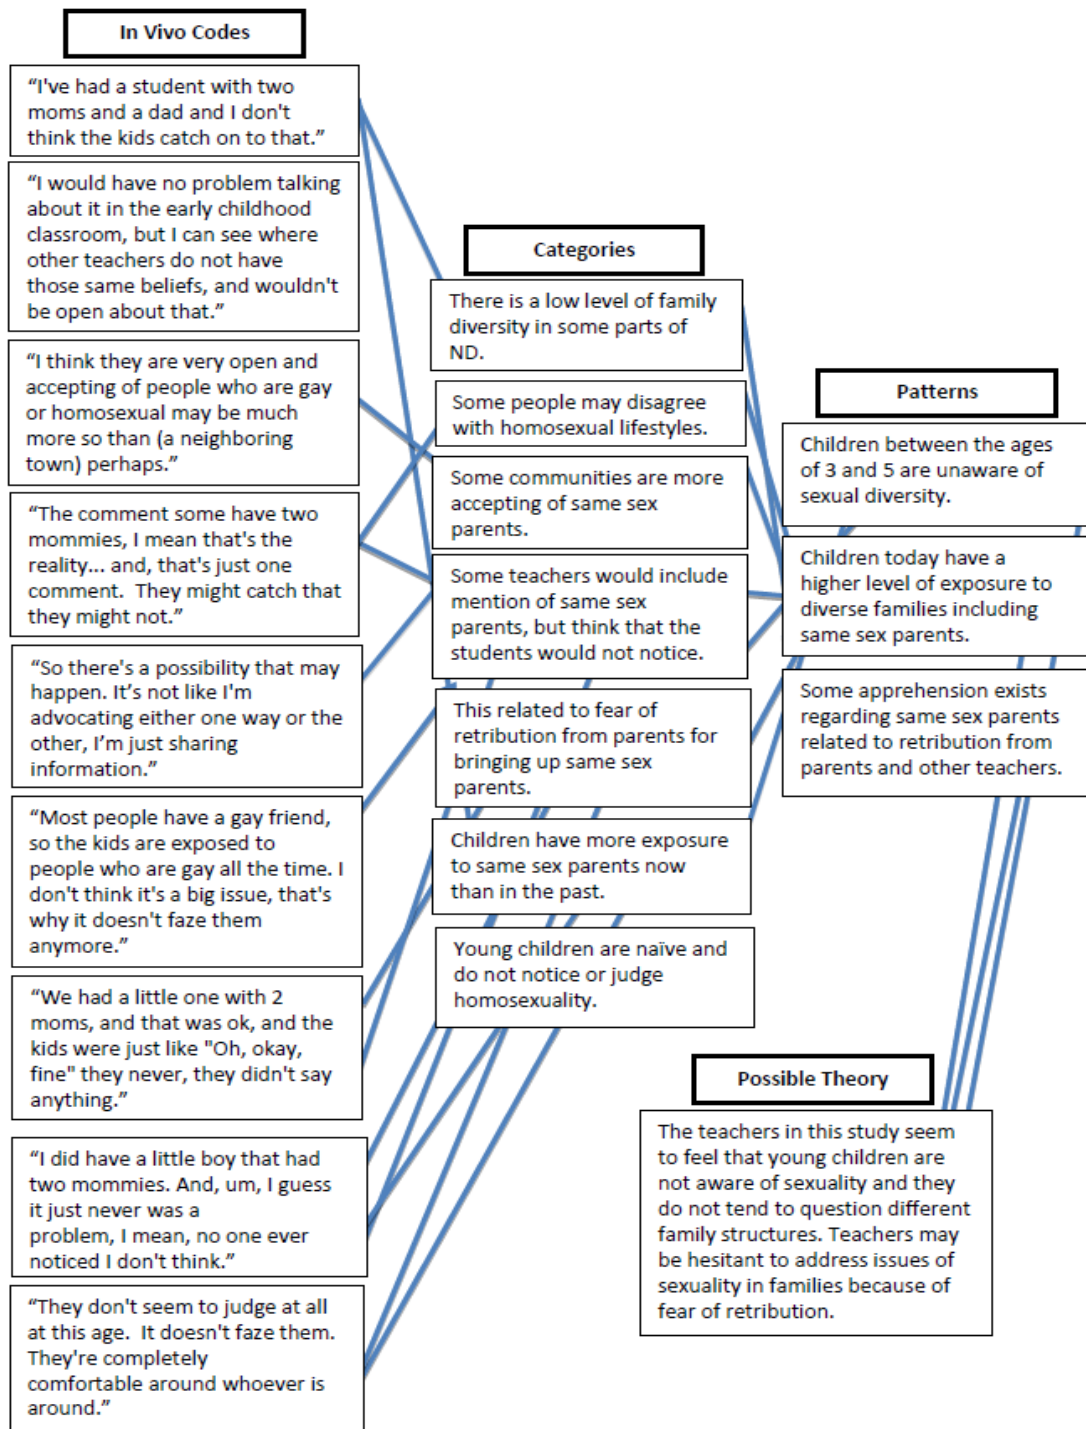 In Vivo Codes
“I've had a student with two
moms and a dad and I don't
think the kids catch on to that.”
“I would have no problem talking
about it in the early childhood
classroom, but I can see where
other teachers do not have
those same beliefs, and wouldn't
be open about that.”
“I think they are very open and
accepting of people who are gay
or homosexual may be much
more so than (a neighboring
town) perhaps.”
“The comment some have two
mommies, I mean that's the
reality... and, that's just one
comment.  They might catch that
they might not.”
“So there's a possibility that may
happen. It’s not like I'm
advocating either one way or the
other, I’m just sharing
information.”
“Most people have a gay friend,
so the kids are exposed to
people who are gay all the time. I
don't think it's a big issue, that's
why it doesn't faze them
anymore.”
“We had a little one with 2
moms, and that was ok, and the
kids were just like "Oh, okay,
fine" they never, they didn't say
anything.”
“I did have a little boy that had
two mommies. And, um, I guess
it just never was a
problem, I mean, no one ever
noticed I don't think.”
“They don't seem to judge at all
at this age.  It doesn't faze them.
They're completely
comfortable around whoever is
around.”
Categories
There is a low level of family
diversity in some parts of
ND.
Some people may disagree
with homosexual lifestyles.
Some communities are more
accepting of same sex
parents.
Some teachers would include
mention of same sex
parents, but think that the
students would not notice.
This related to fear of
retribution from parents for
bringing up same sex
parents.
Children have more exposure
to same sex parents now
than in the past.
Young children are naïve and
do not notice or judge
homosexuality.
Patterns
Children between the ages
of 3 and 5 are unaware of
sexual diversity.
Children today have a
higher level of exposure to
diverse families including
same sex parents.
Some apprehension exists
regarding same sex parents
related to retribution from
parents and other teachers.
Possible Theory
The teachers in this study seem
to feel that young children are
not aware of sexuality and they
do not tend to question different
family structures. Teachers may
be hesitant to address issues of
sexuality in families because of
fear of retribution.